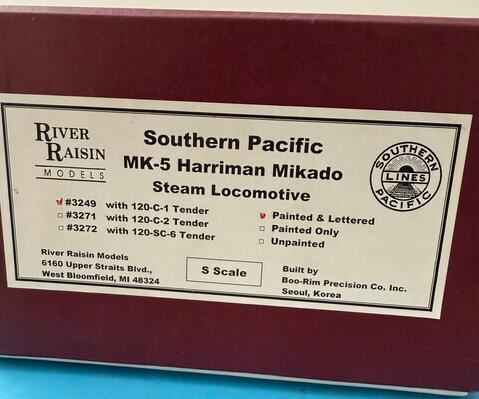 RIVER
RAISIN
MODELS
Southern Pacific
MK-5 Harriman Mikado
Steam Locomotive
SOUTHERN
LINES
PACIFIC
#3249 with 120-C-1 Tender
#3271 with 120-C-2 Tender
#3272 with 120-SC-6 Tender
Painted & Lettered
Painted Only
Unpainted
River Raisin Models
6160 Upper Straits Blvd.,
West Bloomfield, MI 48324
S Scale
Built by
Boo-Rim Precision Co. Inc.
Seoul, Korea